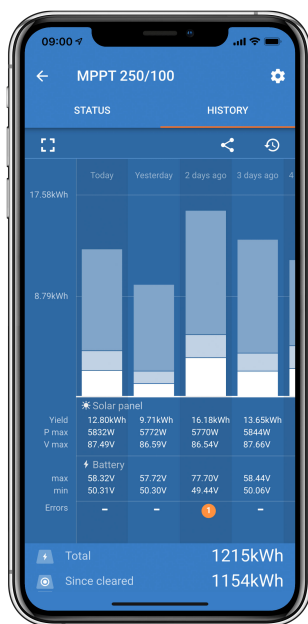 09:00
MPPT 250/100
STATUS HISTORY
Today Yesterday 2 days ago 3 days ago 4
17.58kWh
8.79kWh
Solar panel
Yield 12.80kWh 9.71kWh 16.18kWh 13.65kWh
P max 5832W 5772W 5770W 5844W
V max 87.49V 86.59V 86.54V 87.66V
Battery
max 58.32V 57.72V 77.70V 58.44V
min 50.31V 50.30V 49.44V 50.06V
Errors – – 1 –
Total 1215kWh
Since cleared 1154kWh